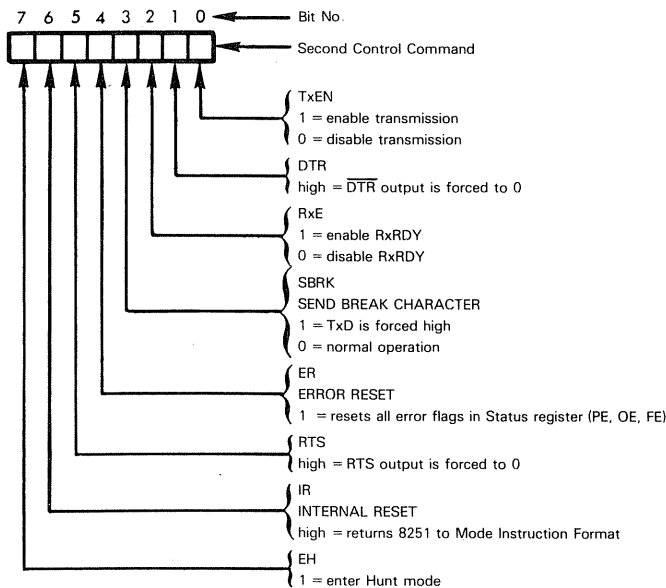 7 6 5 4 3 2 1 0 Bit No.
Second Control Command
TxEN
1 = enable transmission
0 = disable transmission
DTR
high = D̅T̅R̅ output is forced to 0
RxE
1 = enable RxRDY
0 = disable RxRDY
SBRK
SEND BREAK CHARACTER
1 = TxD is forced high
0 = normal operation
ER
ERROR RESET
1 = resets all error flags in Status register (PE, OE, FE)
RTS
high = RTS output is forced to 0
IR
INTERNAL RESET
high = returns 8251 to Mode Instruction Format
EH
1 = enter Hunt mode